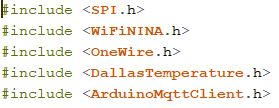 #include <SPI.h>
#include <WiFiNINA.h>
#include <OneWire.h>
#include <DallasTemperature.h>
#include <ArduinoMqttClient.h>